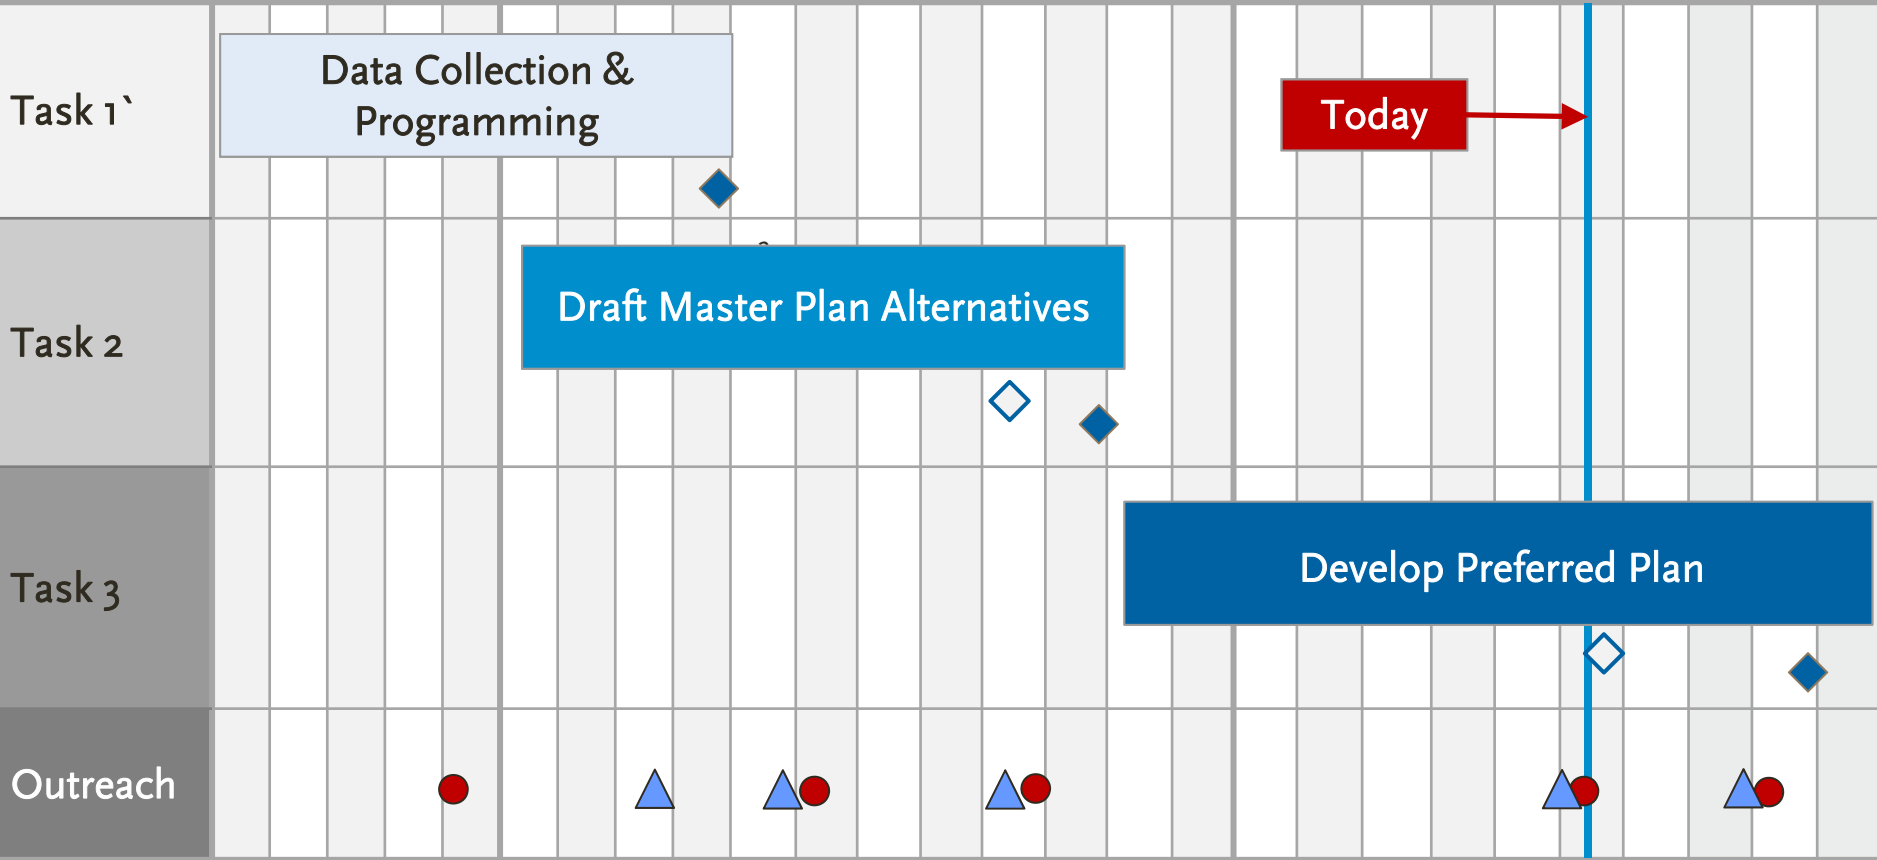 Task 1`
Data Collection &
Programming
Today
Task 2
Draft Master Plan Alternatives
Task 3
Develop Preferred Plan
Outreach